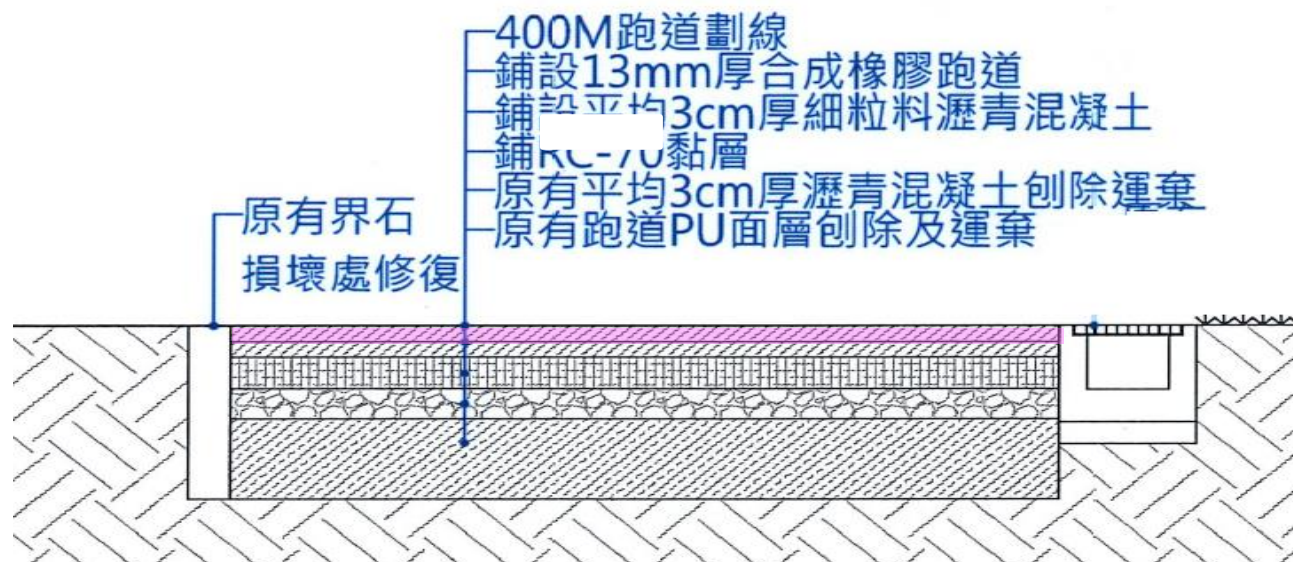 400M跑道劃線
鋪設13mm厚合成橡膠跑道
鋪設平均3cm厚細粒料瀝青混凝土
鋪RC-70黏層
原有平均3cm厚瀝青混凝土刨除運棄
原有跑道PU面層刨除及運棄
原有界石
損壞處修復